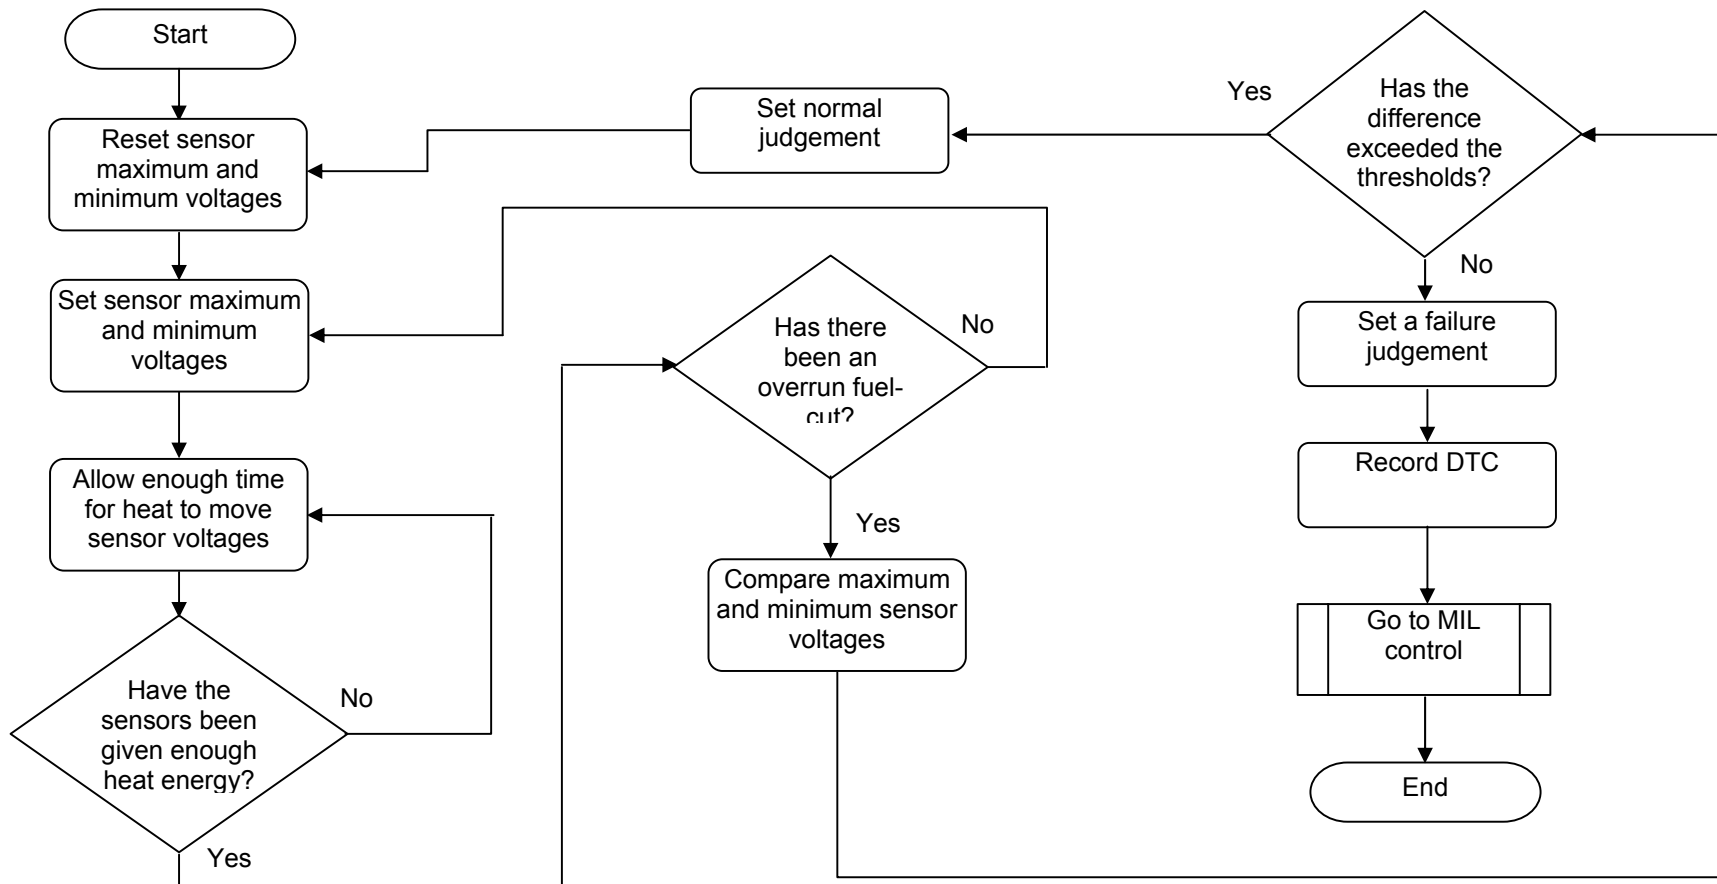 Start
Reset sensor
maximum and
minimum voltages
Set sensor maximum
and minimum
voltages
Allow enough time
for heat to move
sensor voltages
Have the
sensors been
given enough
heat energy?
No
Yes
Set normal
judgement
Has there
been an
overrun fuel-
cut?
No
Yes
Compare maximum
and minimum sensor
voltages
Yes
Has the
difference
exceeded the
thresholds?
No
Set a failure
judgement
Record DTC
Go to MIL
control
End